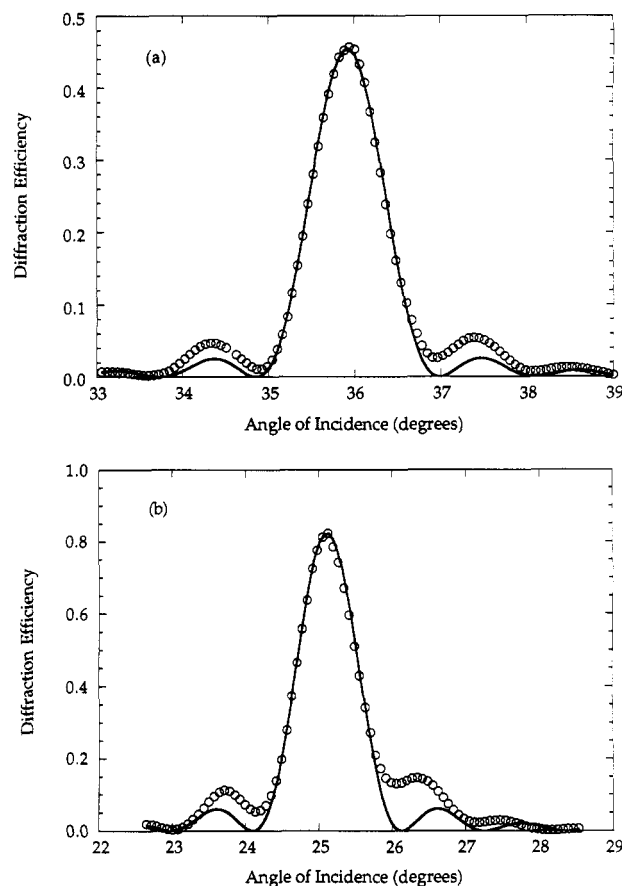 (a)
0.5
0.4
0.3
0.2
0.1
0.0
Diffraction Efficiency
33 34 35 36 37 38 39
Angle of Incidence (degrees)
(b)
1.0
0.8
0.6
0.4
0.2
0.0
Diffraction Efficiency
22 23 24 25 26 27 28 29
Angle of Incidence (degrees)